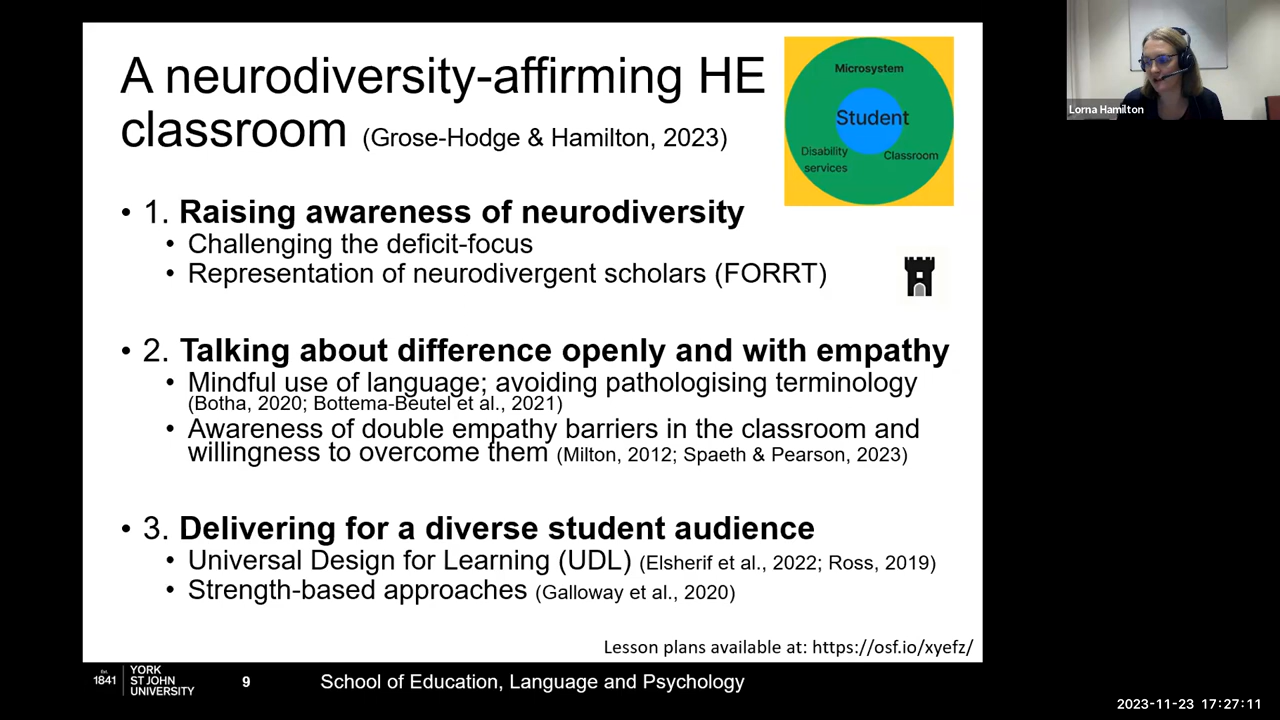 A neurodiversity-affirming HE
classroom (Grose-Hodge & Hamilton, 2023)
Microsystem
Student
Disability
services
Classroom
• 1. Raising awareness of neurodiversity
• Challenging the deficit-focus
• Representation of neurodivergent scholars (FORRT)
• 2. Talking about difference openly and with empathy
• Mindful use of language; avoiding pathologising terminology
(Botha, 2020; Bottema-Beutel et al., 2021)
• Awareness of double empathy barriers in the classroom and
willingness to overcome them (Milton, 2012; Spaeth & Pearson, 2023)
• 3. Delivering for a diverse student audience
• Universal Design for Learning (UDL) (Elsherif et al., 2022; Ross, 2019)
• Strength-based approaches (Galloway et al., 2020)
Lesson plans available at: https://osf.io/xyefz/
Est.
1841
YORK
ST JOHN
UNIVERSITY
9
School of Education, Language and Psychology
Lorna Hamilton
2023-11-23 17:27:11